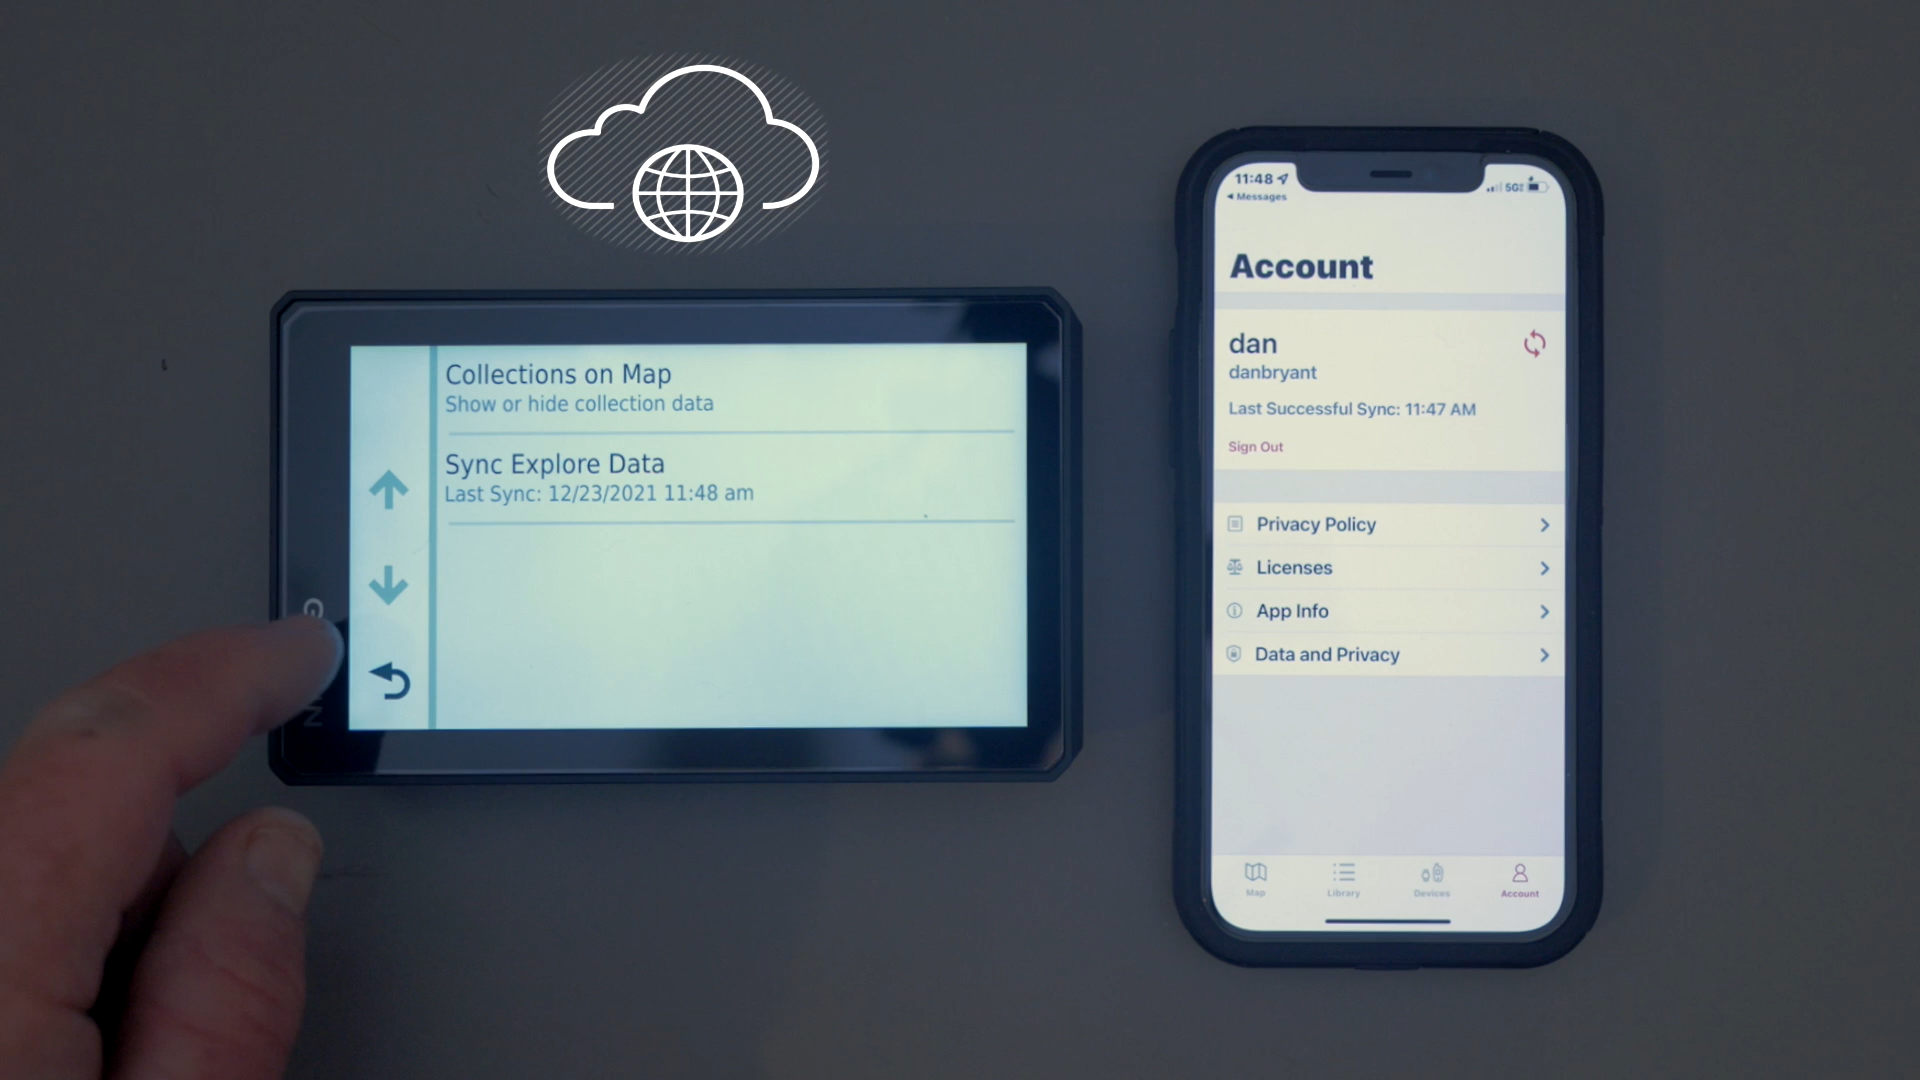 Collections on Map
Show or hide collection data
Sync Explore Data
Last Sync: 12/23/2021 11:48 am
11:48
Messages
5G
Account
dan
danbryant
Last Successful Sync: 11:47 AM
Sign Out
Privacy Policy
Licenses
App Info
Data and Privacy
Map
Library
Devices
Account